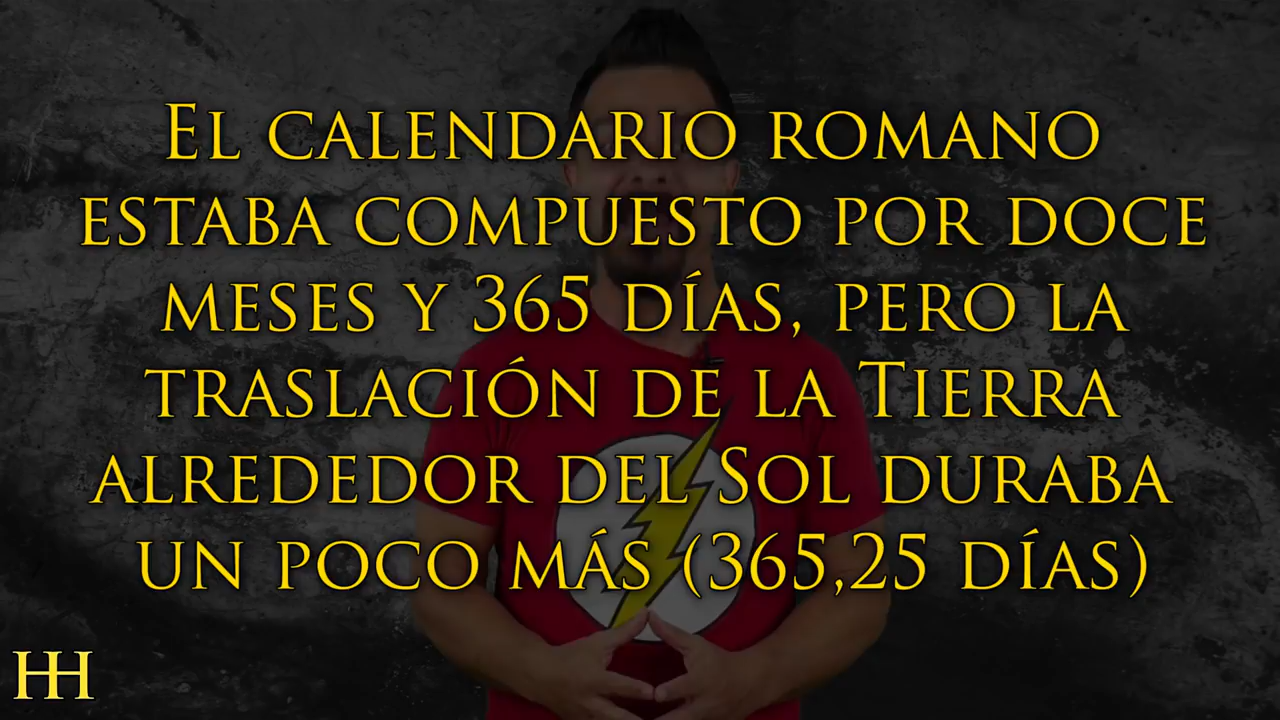 El calendario romano
estaba compuesto por doce
meses y 365 días, pero la
traslación de la Tierra
alrededor del Sol duraba
un poco más (365,25 días)
HH